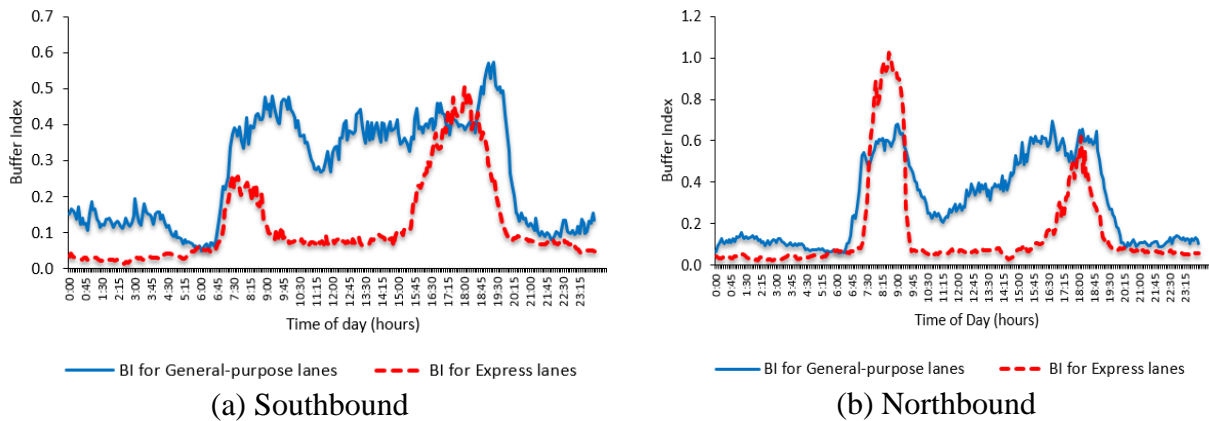 0.7
0.6
0.5
0.4
0.3
0.2
0.1
0.0
Buffer Index
0:00 0:45 1:30 2:15 3:00 3:45 4:30 5:15 6:00 6:45 7:30 8:15 9:00 9:45 10:30 11:15 12:00 12:45 13:30 14:15 15:00 15:45 16:30 17:15 18:00 18:45 19:30 20:15 21:00 21:45 22:30 23:15
Time of day (hours)
BI for General-purpose lanes BI for Express lanes
(a) Southbound
1.2
1.0
0.8
0.6
0.4
0.2
0.0
Buffer Index
0:00 0:45 1:30 2:15 3:00 3:45 4:30 5:15 6:00 6:45 7:30 8:15 9:00 9:45 10:30 11:15 12:00 12:45 13:30 14:15 15:00 15:45 16:30 17:15 18:00 18:45 19:30 20:15 21:00 21:45 22:30 23:15
Time of Day (hours)
BI for General-purpose lanes BI for Express lanes
(b) Northbound